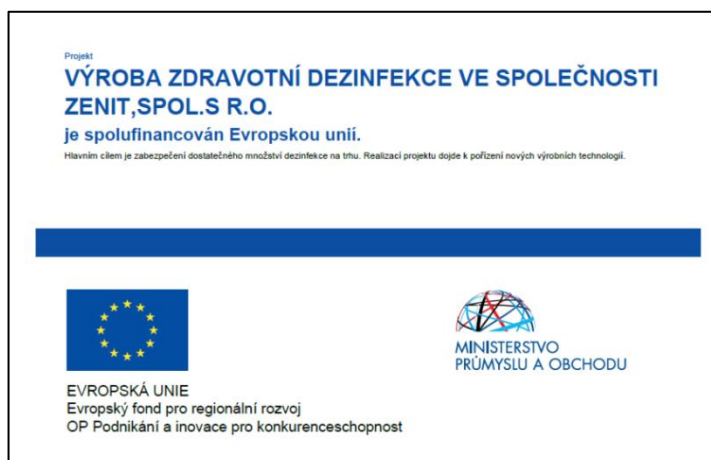 Projekt
VÝROBA ZDRAVOTNÍ DEZINFEKCE VE SPOLEČNOSTI
ZENIT,SPOL.S R.O.
je spolufinancován Evropskou unií.
Hlavním cílem je zabezpečení dostatečného množství dezinfekce na trhu. Realizací projektu dojde k pořízení nových výrobních technologií.
MINISTERSTVO
PRŮMYSLU A OBCHODU
EVROPSKÁ UNIE
Evropský fond pro regionální rozvoj
OP Podnikání a inovace pro konkurenceschopnost